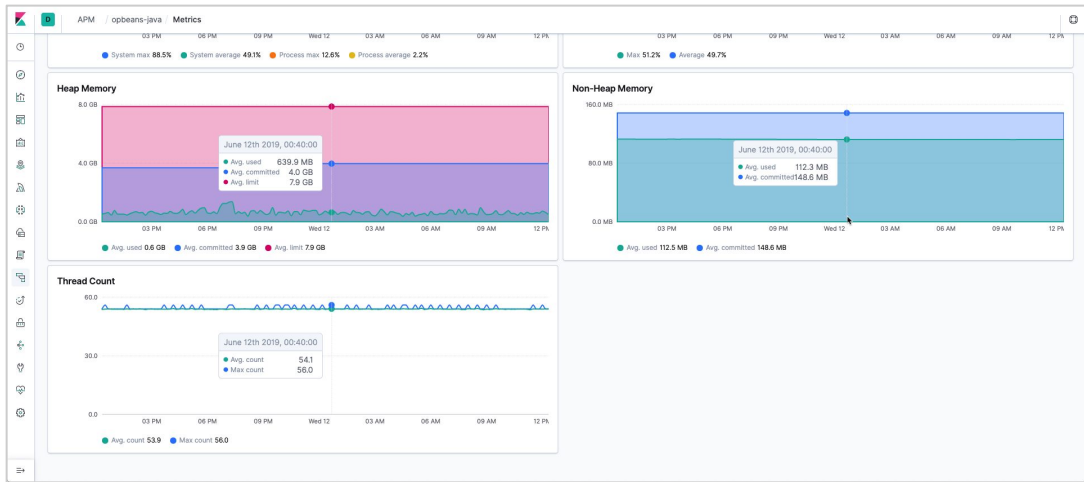 D APM / opbeans-java / Metrics
03 PM 06 PM 09 PM Wed 12 03 AM 06 AM 09 AM 12 PM
System max 88.5% System average 49.1% Process max 12.6% Process average 2.2%
03 PM 06 PM 09 PM Wed 12 03 AM 06 AM 09 AM 12 PM
Max 51.2% Average 49.7%
Heap Memory
8.0 GB
4.0 GB
0.0 GB
June 12th 2019, 00:40:00
Avg. used 639.9 MB
Avg. committed 4.0 GB
Avg. limit 7.9 GB
03 PM 06 PM 09 PM Wed 12 03 AM 06 AM 09 AM 12 PM
Avg. used 0.6 GB Avg. committed 3.9 GB Avg. limit 7.9 GB
Non-Heap Memory
160.0 MB
80.0 MB
0.0 MB
June 12th 2019, 00:40:00
Avg. used 112.3 MB
Avg. committed 148.6 MB
03 PM 06 PM 09 PM Wed 12 03 AM 06 AM 09 AM 12 PM
Avg. used 112.5 MB Avg. committed 148.6 MB
Thread Count
60.0
30.0
0.0
June 12th 2019, 00:40:00
Avg. count 54.1
Max count 56.0
03 PM 06 PM 09 PM Wed 12 03 AM 06 AM 09 AM 12 PM
Avg. count 53.9 Max count 56.0